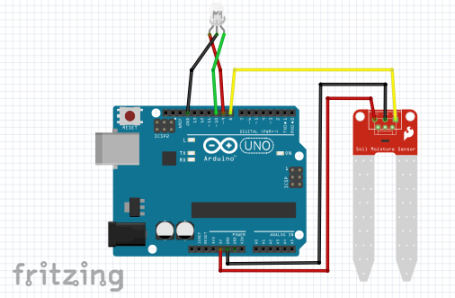 RESET
ICSP2
L
TX
RX
DIGITAL (PWM~)
UNO
Arduino
ON
ICSP
Soil Moisture Sensor
POWER
ANALOG IN
fritzing